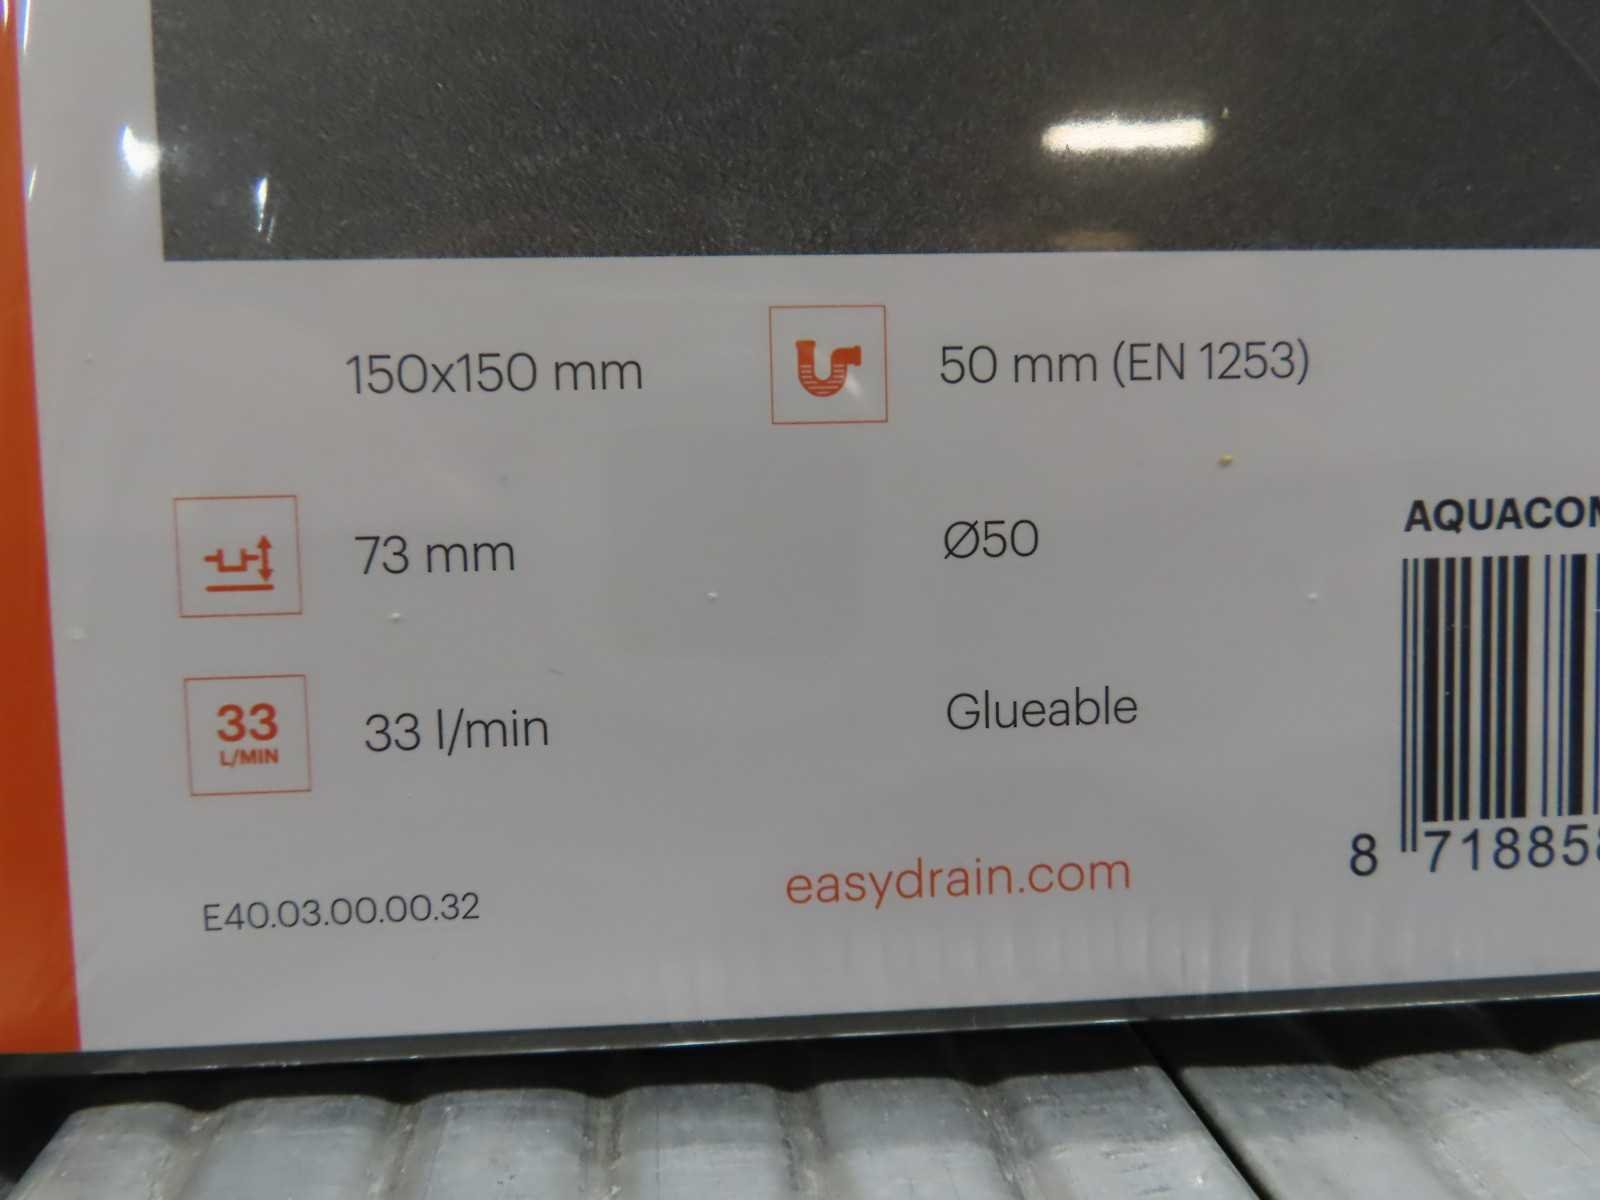 150x150 mm
50 mm (EN 1253)
73 mm
Ø50
33
L/MIN
33 l/min
Glueable
E40.03.00.00.32
easydrain.com
AQUACON
8 718858